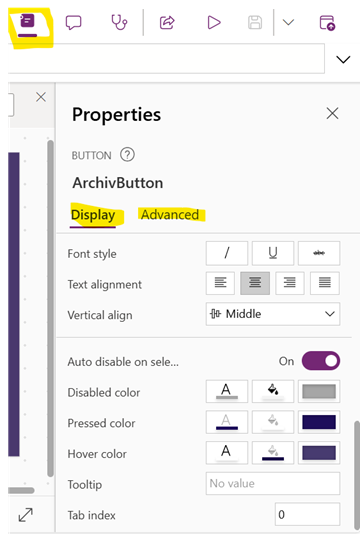 Properties
BUTTON ?
ArchivButton
Display Advanced
Font style / U abc
Text alignment
Vertical align Middle
Auto disable on sele... On
Disabled color A
Pressed color A
Hover color A
Tooltip No value
Tab index 0